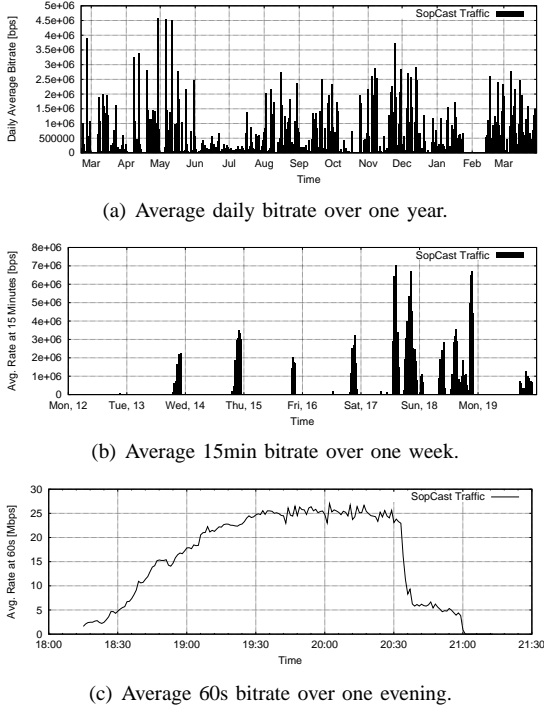 5e+06
4.5e+06
4e+06
3.5e+06
3e+06
2.5e+06
2e+06
1.5e+06
1e+06
500000
0
Daily Average Bitrate [bps]
SopCast Traffic
Mar Apr May Jun Jul Aug Sep Oct Nov Dec Jan Feb Mar
Time
(a) Average daily bitrate over one year.
8e+06
7e+06
6e+06
5e+06
4e+06
3e+06
2e+06
1e+06
0
Avg. Rate at 15 Minutes [bps]
SopCast Traffic
Mon, 12 Tue, 13 Wed, 14 Thu, 15 Fri, 16 Sat, 17 Sun, 18 Mon, 19
Time
(b) Average 15min bitrate over one week.
30
25
20
15
10
5
0
Avg. Rate at 60s [Mbps]
SopCast Traffic
18:00 18:30 19:00 19:30 20:00 20:30 21:00 21:30
Time
(c) Average 60s bitrate over one evening.